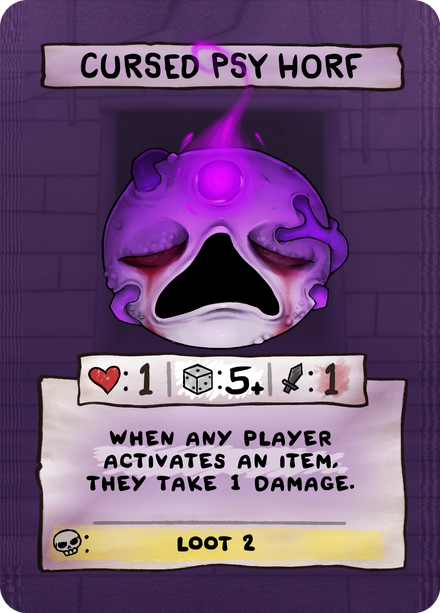 CURSED PSY HORF
: 1 | : 5+ | : 1
WHEN ANY PLAYER
ACTIVATES AN ITEM,
THEY TAKE 1 DAMAGE.
: LOOT 2